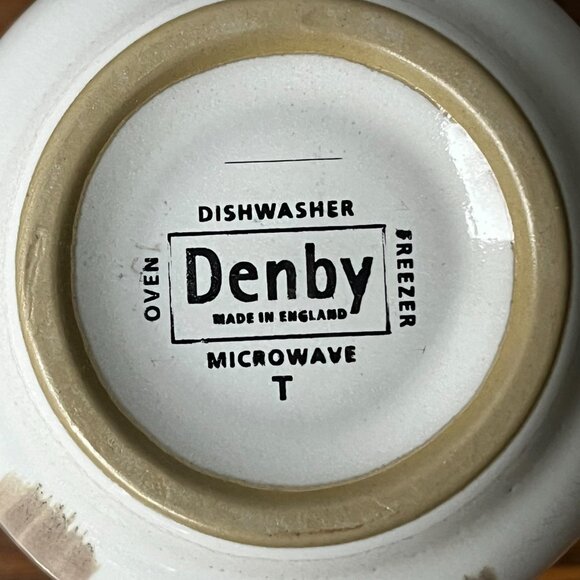 DISHWASHER
OVEN
Denby
MADE IN ENGLAND
FREEZER
MICROWAVE
T